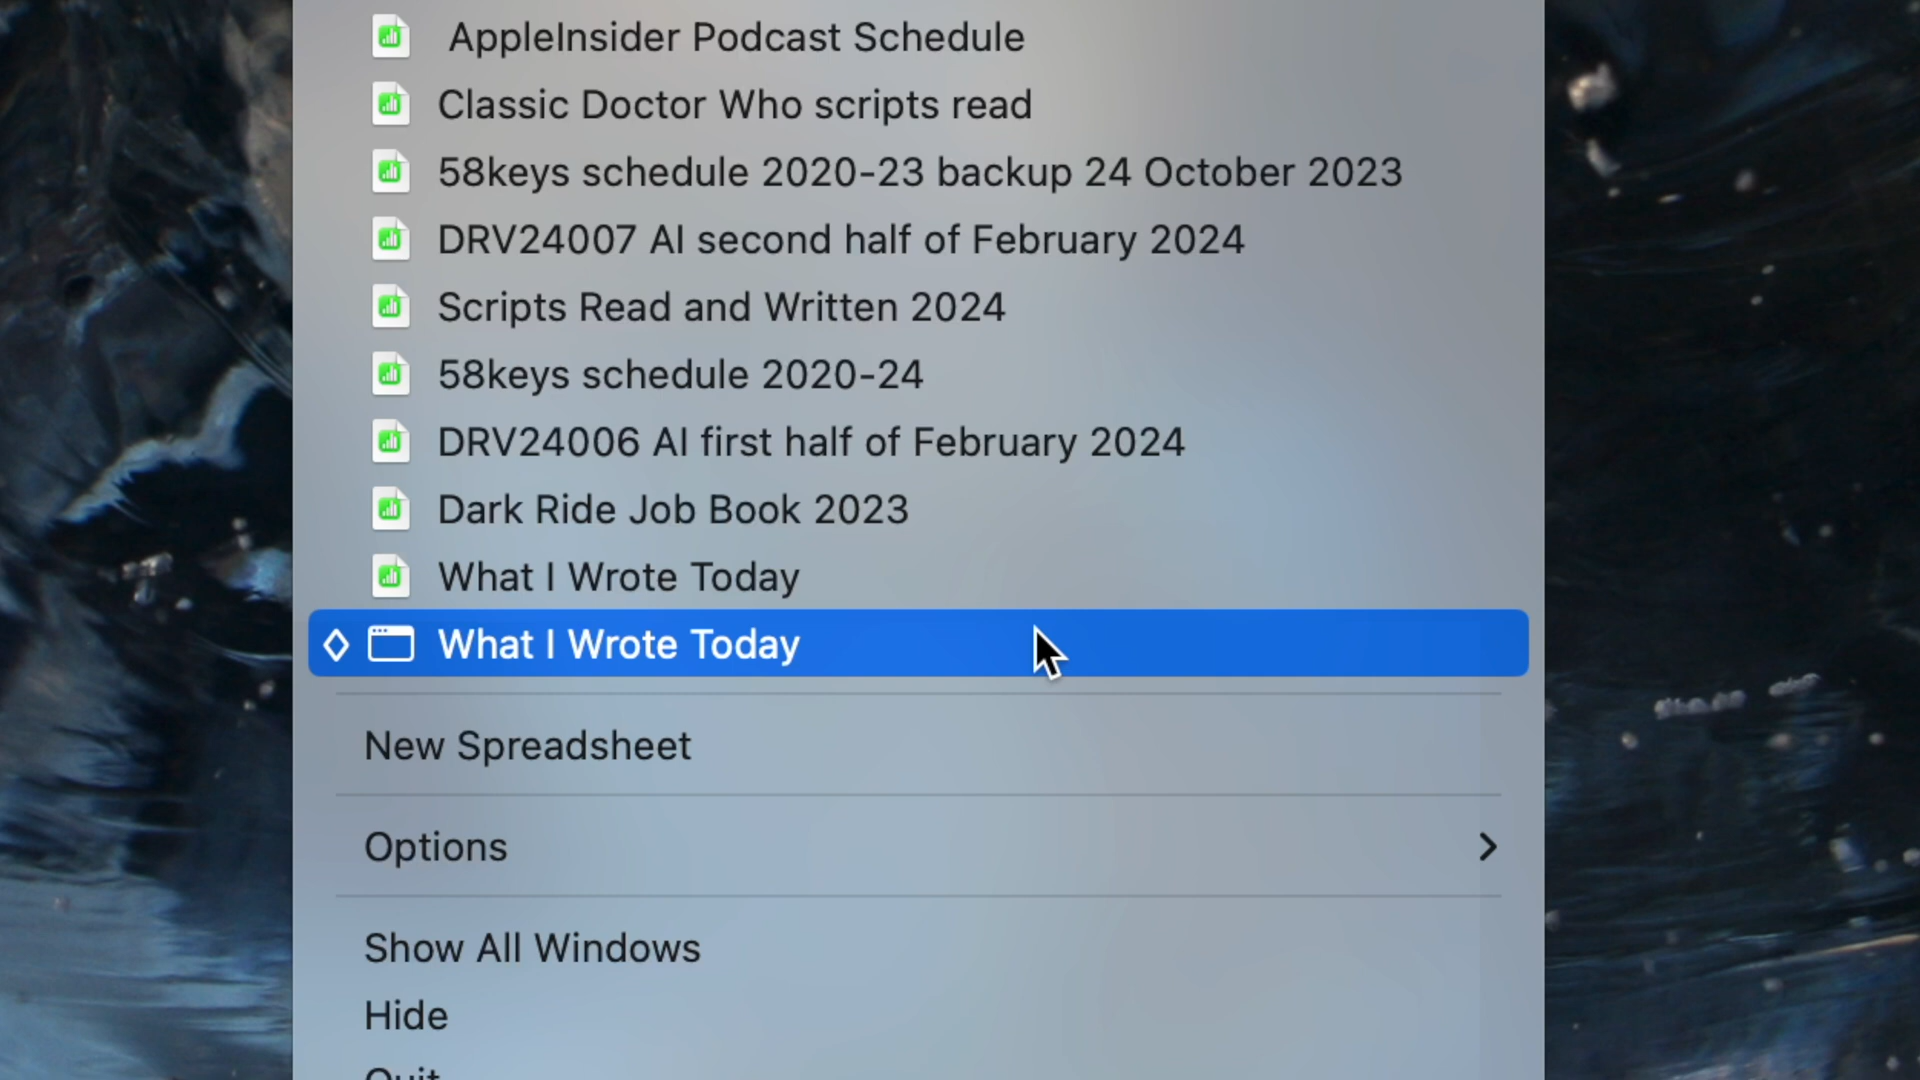 AppleInsider Podcast Schedule
Classic Doctor Who scripts read
58keys schedule 2020-23 backup 24 October 2023
DRV24007 AI second half of February 2024
Scripts Read and Written 2024
58keys schedule 2020-24
DRV24006 AI first half of February 2024
Dark Ride Job Book 2023
What I Wrote Today
What I Wrote Today
New Spreadsheet
Options
Show All Windows
Hide
Quit